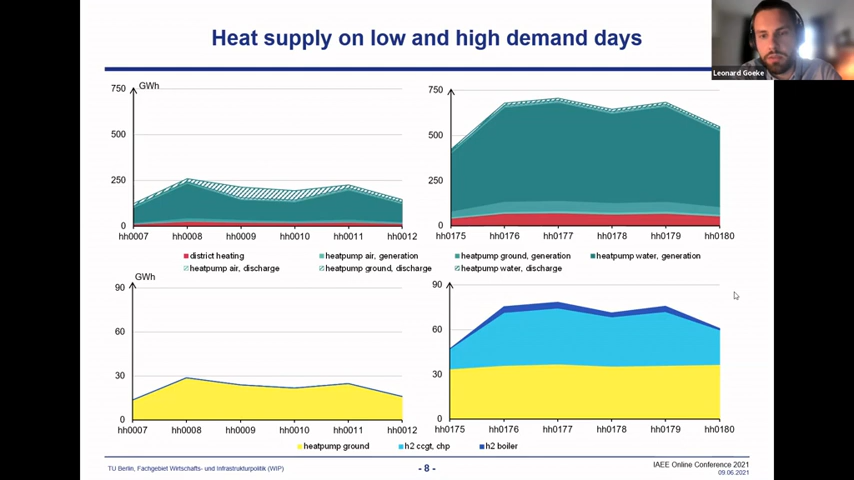 Heat supply on low and high demand days
Leonard Goeke
GWh
750
500
250
0
hh0007 hh0008 hh0009 hh0010 hh0011 hh0012
750
500
250
0
hh0175 hh0176 hh0177 hh0178 hh0179 hh0180
district heating heatpump air, generation heatpump ground, generation heatpump water, generation
heatpump air, discharge heatpump ground, discharge heatpump water, discharge
GWh
90
60
30
0
hh0007 hh0008 hh0009 hh0010 hh0011 hh0012
90
60
30
0
hh0175 hh0176 hh0177 hh0178 hh0179 hh0180
heatpump ground h2 ccgt, chp h2 boiler
TU Berlin, Fachgebiet Wirtschafts- und Infrastrukturpolitik (WIP)
- 8 -
IAEE Online Conference 2021
09.06.2021